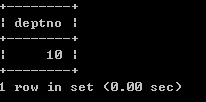 +--------+
| deptno |
+--------+
|     10 |
+--------+
1 row in set (0.00 sec)